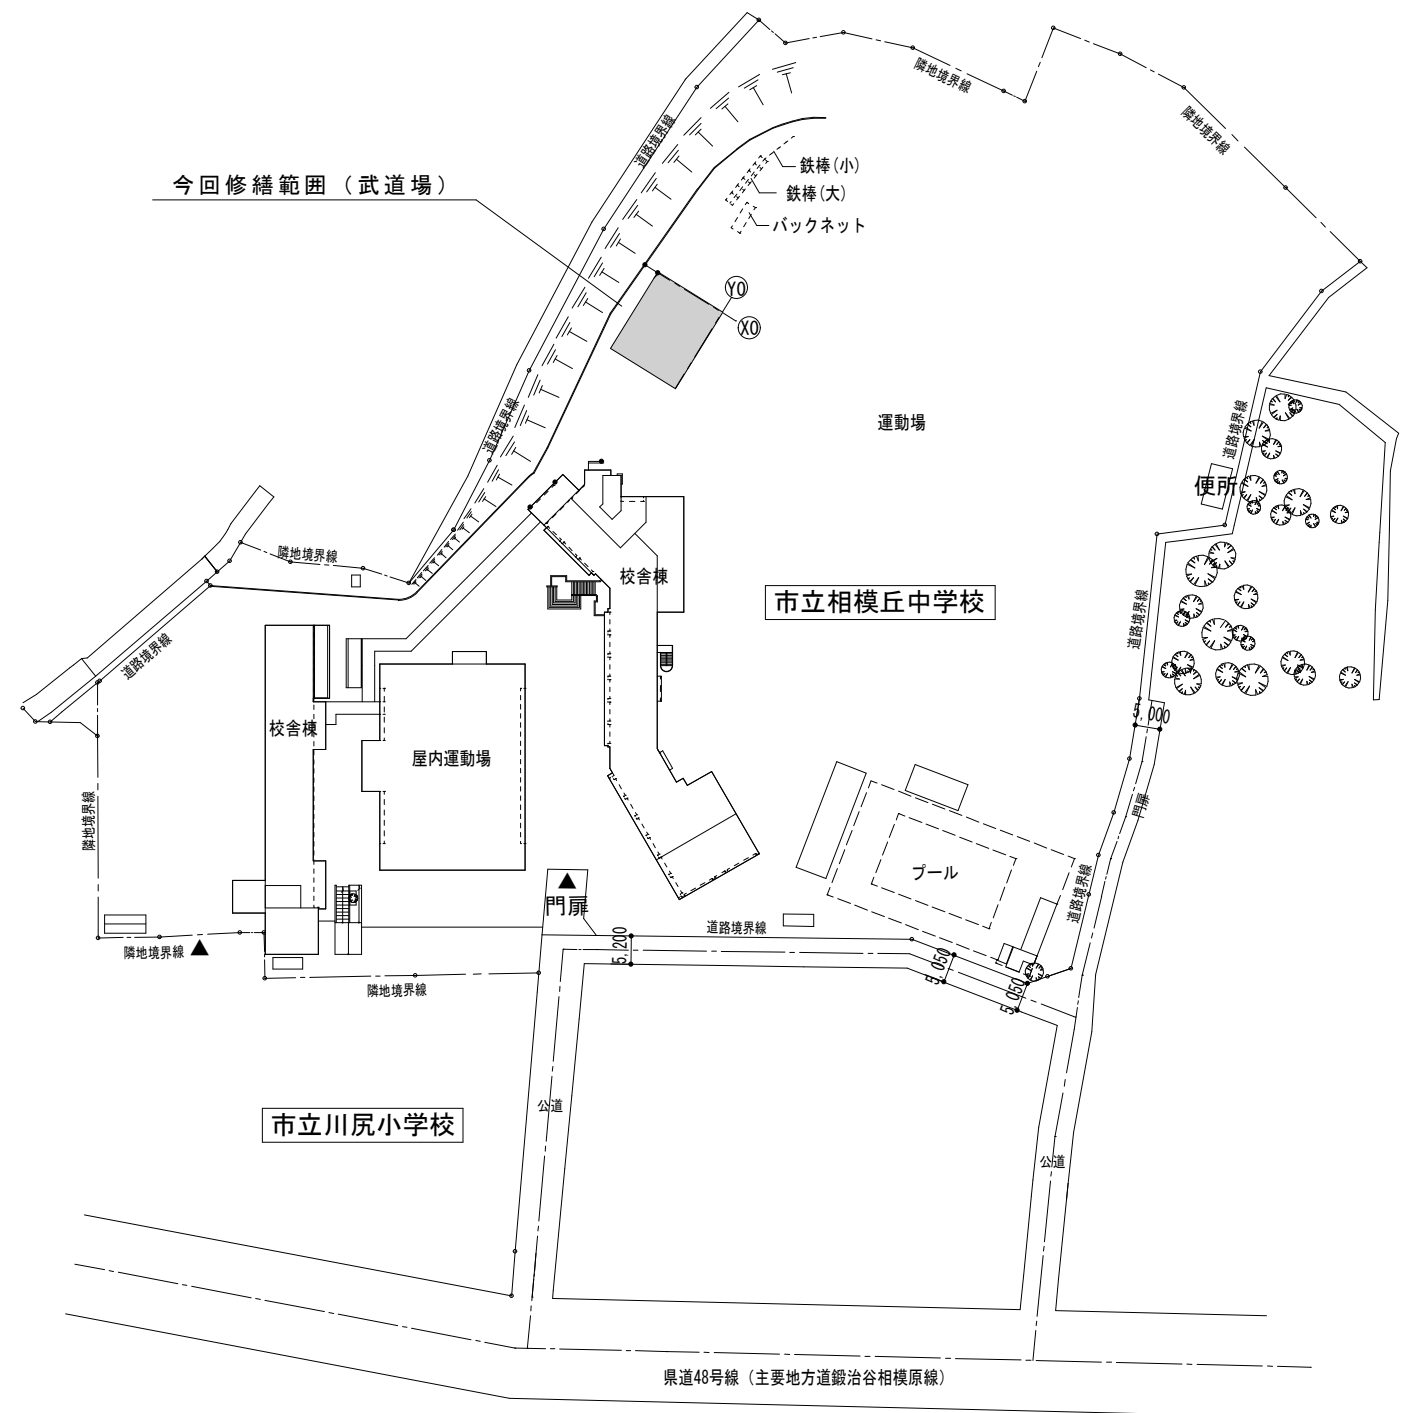 隣地境界線
隣地境界線
道路境界線
鉄棒(小)
今回修繕範囲（武道場）
鉄棒(大)
バックネット
Y0
X0
道路境界線
運動場
道路境界線
便所
隣地境界線
校舎棟
市立相模丘中学校
道路境界線
道路境界線
5,000
校舎棟
屋内運動場
隣地境界線
門扉
プール
道路境界線
門扉
道路境界線
5,200
隣地境界線
5,050
5,050
隣地境界線
公道
市立川尻小学校
公道
県道48号線（主要地方道鍛治谷相模原線）